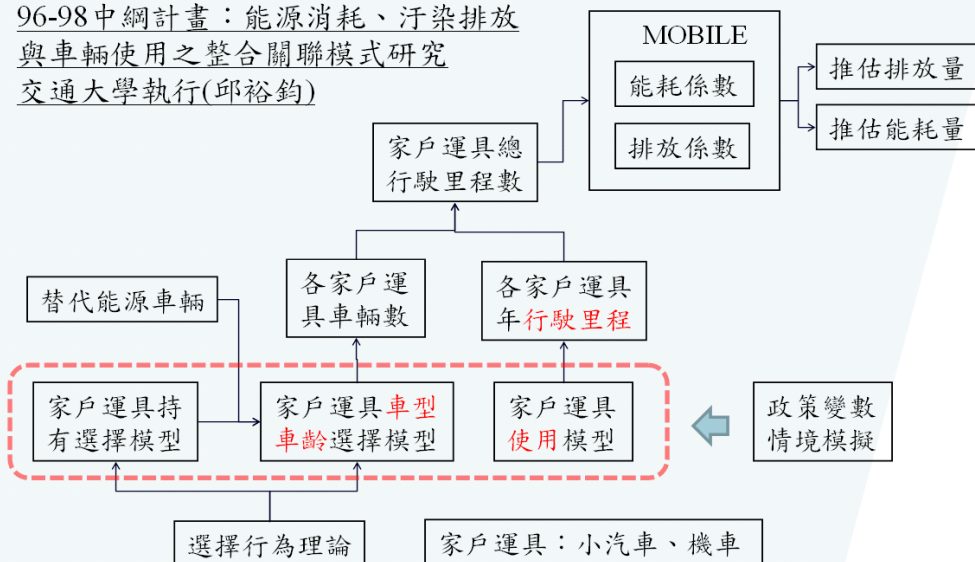 96-98中綱計畫：能源消耗、汙染排放
與車輛使用之整合關聯模式研究
交通大學執行(邱裕鈞)
MOBILE
能耗係數
排放係數
推估排放量
推估能耗量
家戶運具總
行駛里程數
各家戶運
具車輛數
各家戶運具
年行駛里程
替代能源車輛
家戶運具持
有選擇模型
家戶運具車型
車齡選擇模型
家戶運具
使用模型
政策變數
情境模擬
選擇行為理論
家戶運具：小汽車、機車